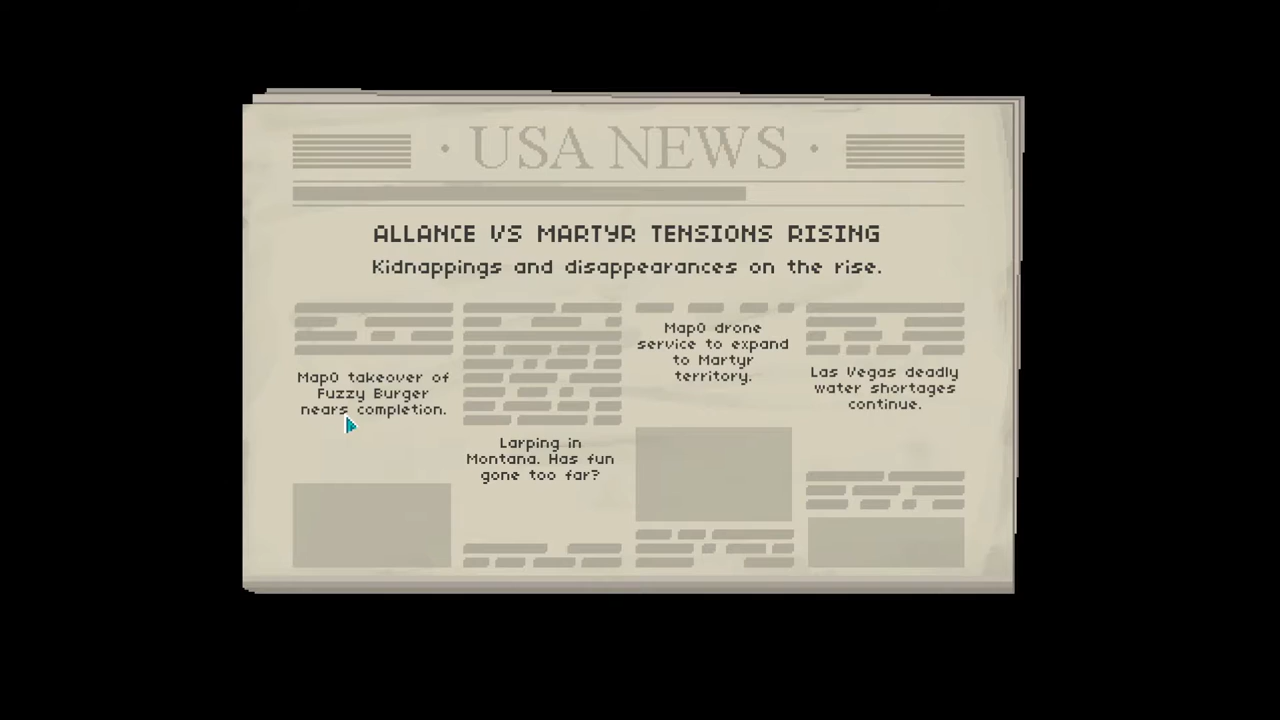 · USA NEWS ·
ALLANCE VS MARTYR TENSIONS RISING
Kidnappings and disappearances on the rise.
MapO takeover of
Fuzzy Burger
nears completion.
Larping in
Montana. Has fun
gone too far?
MapO drone
service to expand
to Martyr
territory.
Las Vegas deadly
water shortages
continue.